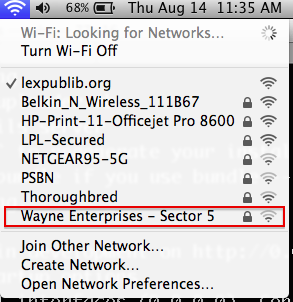 68% Thu Aug 14 11:35 AM
Wi-Fi: Looking for Networks...
Turn Wi-Fi Off
✓ lexpublib.org
Belkin_N_Wireless_111B67
HP-Print-11-Officejet Pro 8600
LPL-Secured
NETGEAR95-5G
PSBN
Thoroughbred
Wayne Enterprises - Sector 5
Join Other Network...
Create Network...
Open Network Preferences...